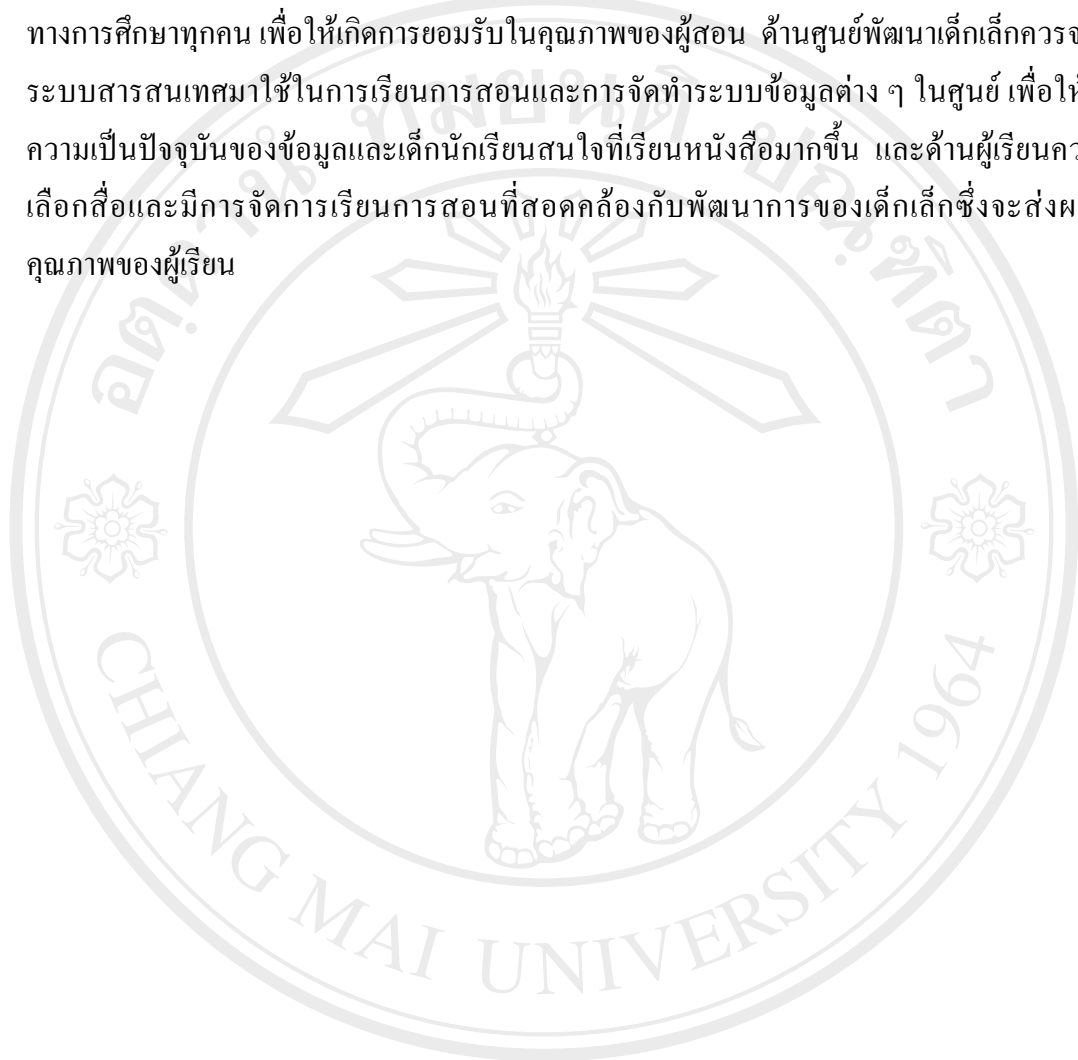 ทางการศึกษาทุกคน เพื่อให้เกิดการยอมรับในคุณภาพของผู้สอน ด้านศูนย์พัฒนาเด็กเล็กควรจ
ระบบสารสนเทศมาใช้ในการเรียนการสอนและการจัดทำระบบข้อมูลต่าง ๆ ในศูนย์ เพื่อให้
ความเป็นปัจจุบันของข้อมูลและเด็กนักเรียนสนใจที่เรียนหนังสือมากขึ้น และด้านผู้เรียนคว
เลือกสื่อและมีการจัดการเรียนการสอนที่สอดคล้องกับพัฒนาการของเด็กเล็กซึ่งจะส่งผ
คุณภาพของผู้เรียน
CHIANG MAI UNIVERSITY 1964